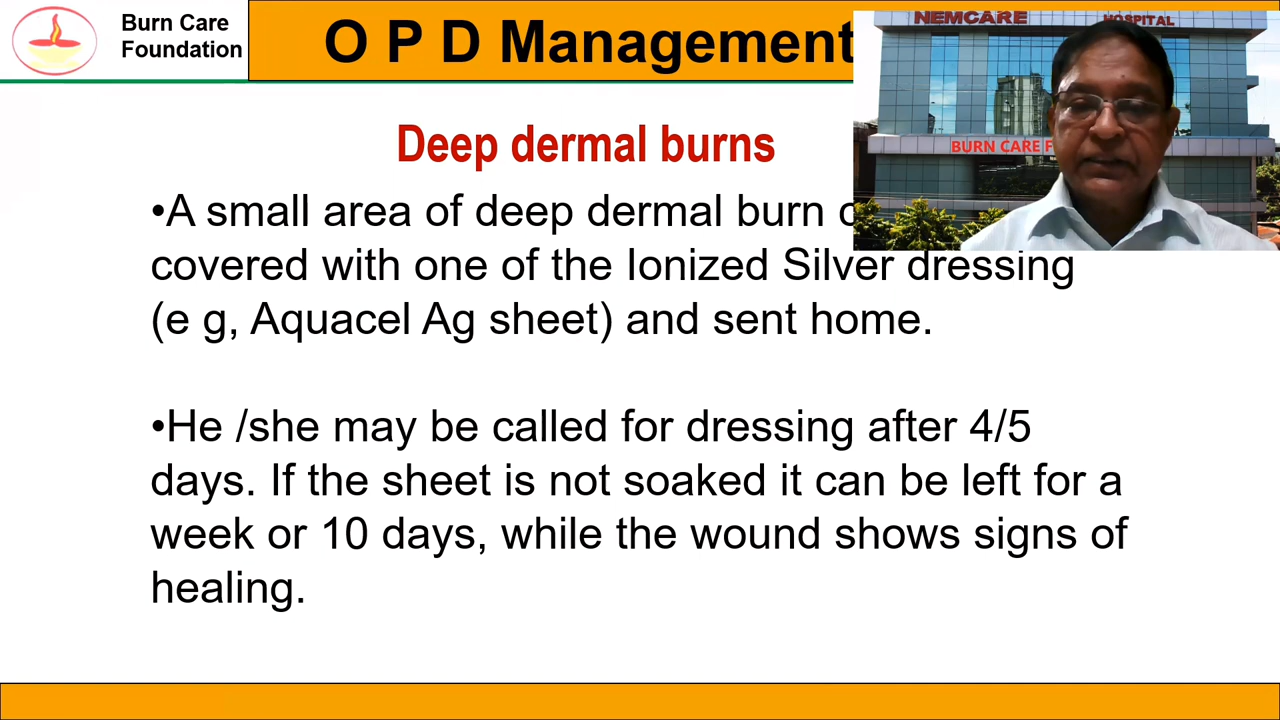 Burn Care
Foundation
O P D Management
NEMCARE HOSPITAL
BURN CARE
Deep dermal burns
•A small area of deep dermal burn
covered with one of the Ionized Silver dressing
(e g, Aquacel Ag sheet) and sent home.
•He /she may be called for dressing after 4/5
days. If the sheet is not soaked it can be left for a
week or 10 days, while the wound shows signs of
healing.